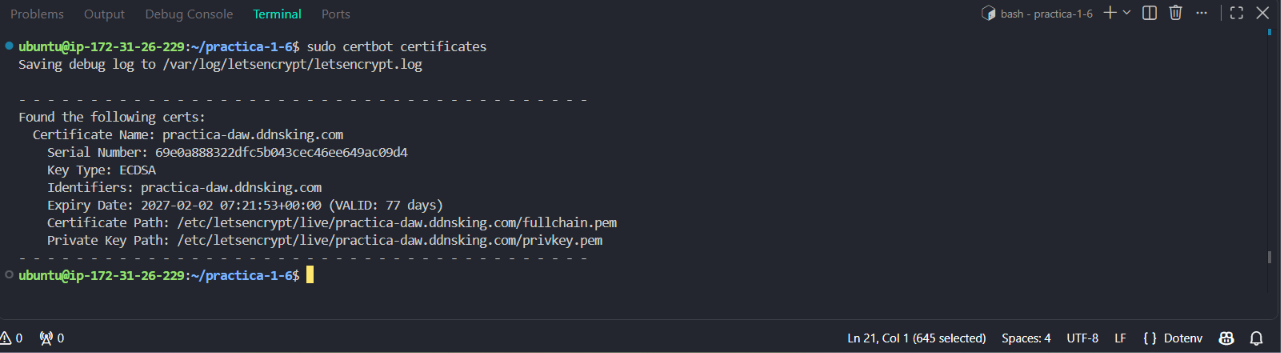 Problems Output Debug Console Terminal Ports bash - practica-1-6
ubuntu@ip-172-31-26-229:~/practica-1-6$ sudo certbot certificates
Saving debug log to /var/log/letsencrypt/letsencrypt.log
- - - - - - - - - - - - - - - - - - - - - - - - - - - - - - - - - - - - - - - -
Found the following certs:
  Certificate Name: practica-daw.ddnsking.com
    Serial Number: 69e0a888322dfc5b043cec46ee649ac09d4
    Key Type: ECDSA
    Identifiers: practica-daw.ddnsking.com
    Expiry Date: 2027-02-02 07:21:53+00:00 (VALID: 77 days)
    Certificate Path: /etc/letsencrypt/live/practica-daw.ddnsking.com/fullchain.pem
    Private Key Path: /etc/letsencrypt/live/practica-daw.ddnsking.com/privkey.pem
- - - - - - - - - - - - - - - - - - - - - - - - - - - - - - - - - - - - - - - -
ubuntu@ip-172-31-26-229:~/practica-1-6$
0 0 Ln 21, Col 1 (645 selected) Spaces: 4 UTF-8 LF { } Dotenv